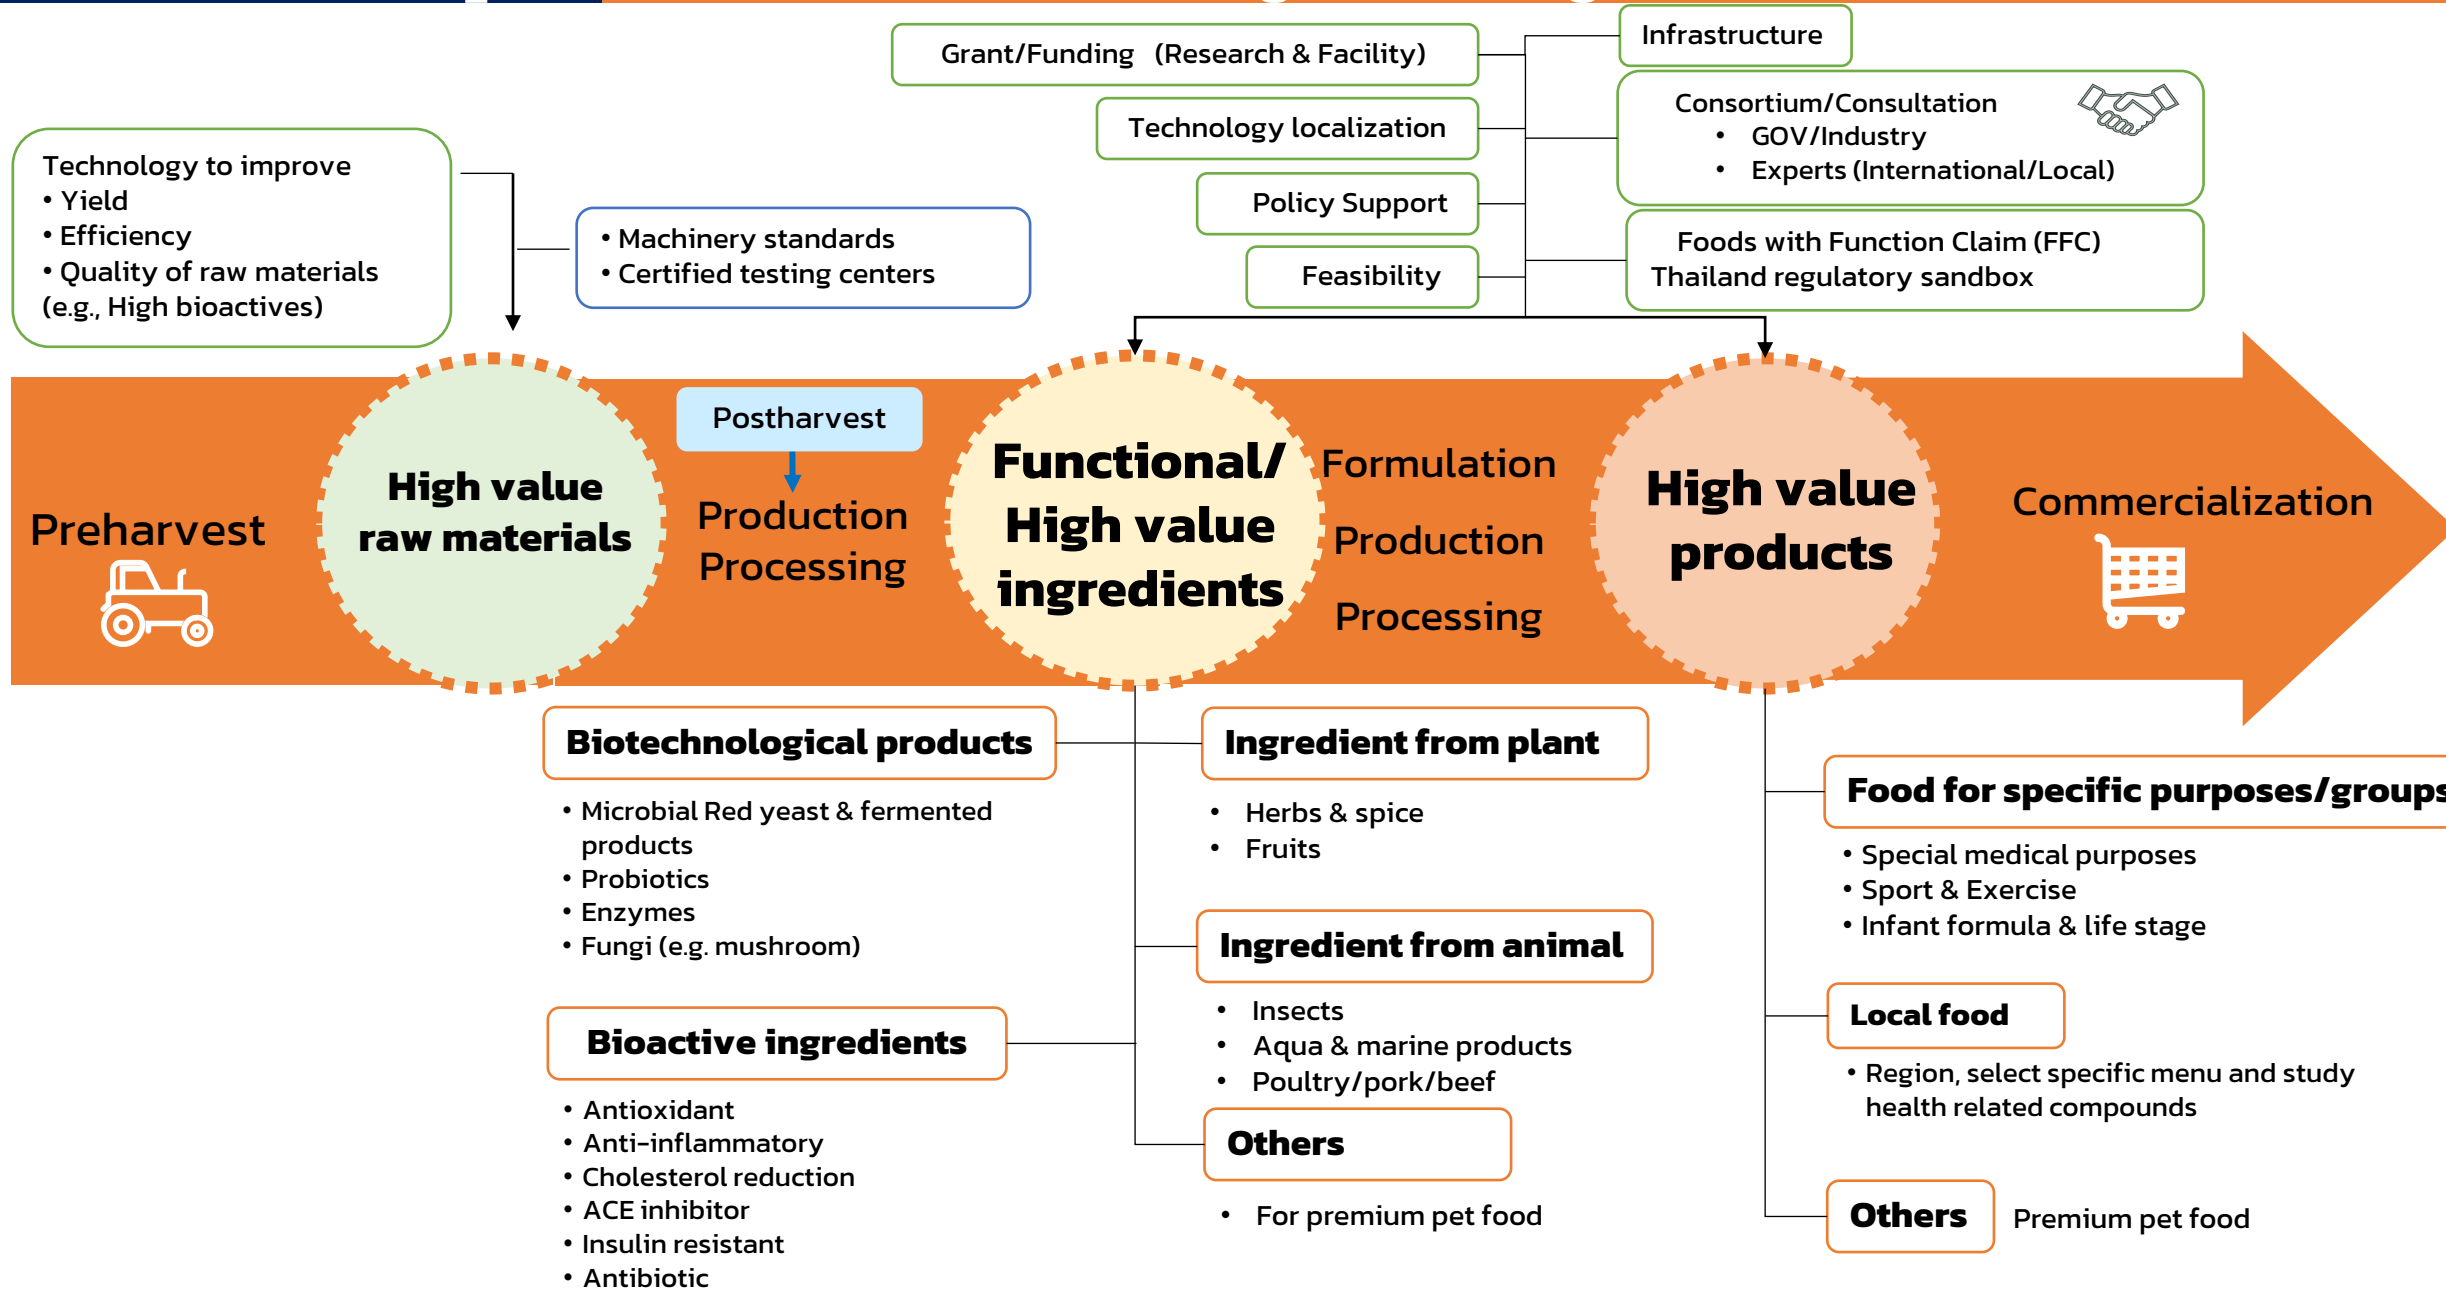 Grant/Funding (Research & Facility)
Technology localization
Policy Support
Feasibility
Infrastructure
Consortium/Consultation
• GOV/Industry
• Experts (International/Local)
Foods with Function Claim (FFC)
Thailand regulatory sandbox
Technology to improve
• Yield
• Efficiency
• Quality of raw materials
(e.g., High bioactives)
• Machinery standards
• Certified testing centers
Preharvest
High value
raw materials
Postharvest
Production
Processing
Functional/
High value
ingredients
Formulation
Production
Processing
High value
products
Commercialization
Biotechnological products
• Microbial Red yeast & fermented
products
• Probiotics
• Enzymes
• Fungi (e.g. mushroom)
Bioactive ingredients
• Antioxidant
• Anti-inflammatory
• Cholesterol reduction
• ACE inhibitor
• Insulin resistant
• Antibiotic
Ingredient from plant
• Herbs & spice
• Fruits
Ingredient from animal
• Insects
• Aqua & marine products
• Poultry/pork/beef
Others
• For premium pet food
Food for specific purposes/groups
• Special medical purposes
• Sport & Exercise
• Infant formula & life stage
Local food
• Region, select specific menu and study
health related compounds
Others
Premium pet food